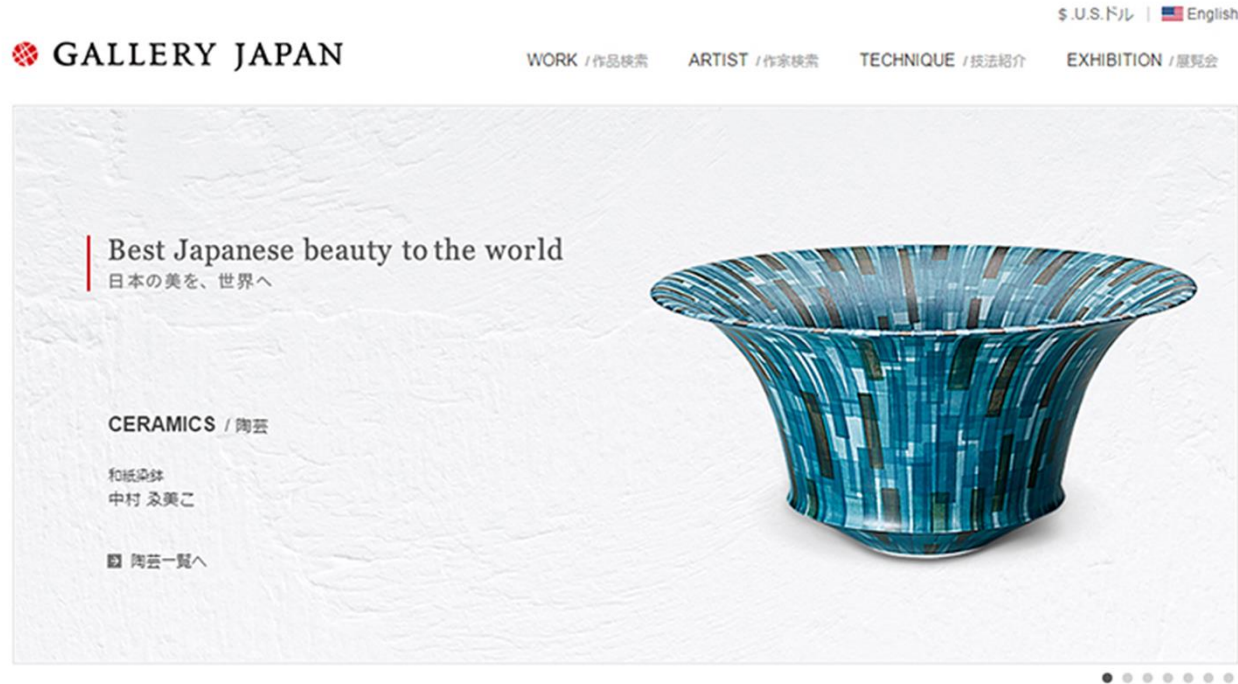 $ .U.S.ドル | English
GALLERY JAPAN
WORK / 作品検索 ARTIST / 作家検索 TECHNIQUE / 技法紹介 EXHIBITION / 展覧会
Best Japanese beauty to the world
日本の美を、世界へ
CERAMICS / 陶芸
和紙染鉢
中村 ゑ美こ
陶芸一覧へ